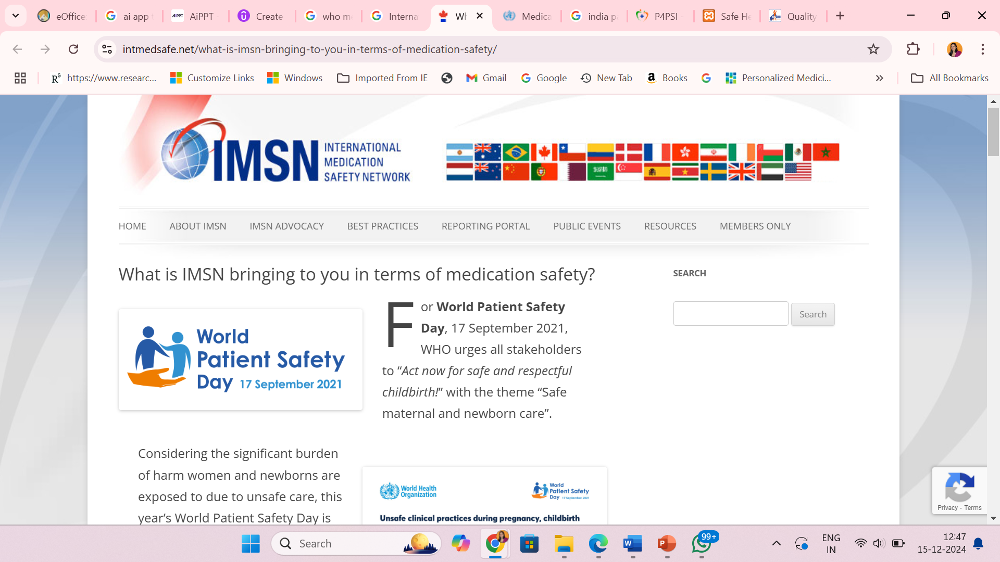 eOffice
ai app t
AiPPT -
Create
who me
Interna
Wh
Medica
india pa
P4PSI -
Safe He
Quality
intmedsafe.net/what-is-imsn-bringing-to-you-in-terms-of-medication-safety/
https://www.researc...
Customize Links
Windows
Imported From IE
Gmail
Google
New Tab
Books
Personalized Medici...
All Bookmarks
IMSN INTERNATIONAL
MEDICATION
SAFETY NETWORK
HOME
ABOUT IMSN
IMSN ADVOCACY
BEST PRACTICES
REPORTING PORTAL
PUBLIC EVENTS
RESOURCES
MEMBERS ONLY
What is IMSN bringing to you in terms of medication safety?
SEARCH
Search
World
Patient Safety
Day 17 September 2021
For World Patient Safety
Day, 17 September 2021,
WHO urges all stakeholders
to “Act now for safe and respectful
childbirth!” with the theme “Safe
maternal and newborn care”.
Considering the significant burden
of harm women and newborns are
exposed to due to unsafe care, this
year’s World Patient Safety Day is
World Health
Organization
World
Patient Safety
Day 17 September 2021
Unsafe clinical practices during pregnancy, childbirth
Privacy - Terms
Search
99+
ENG
IN
12:47
15-12-2024